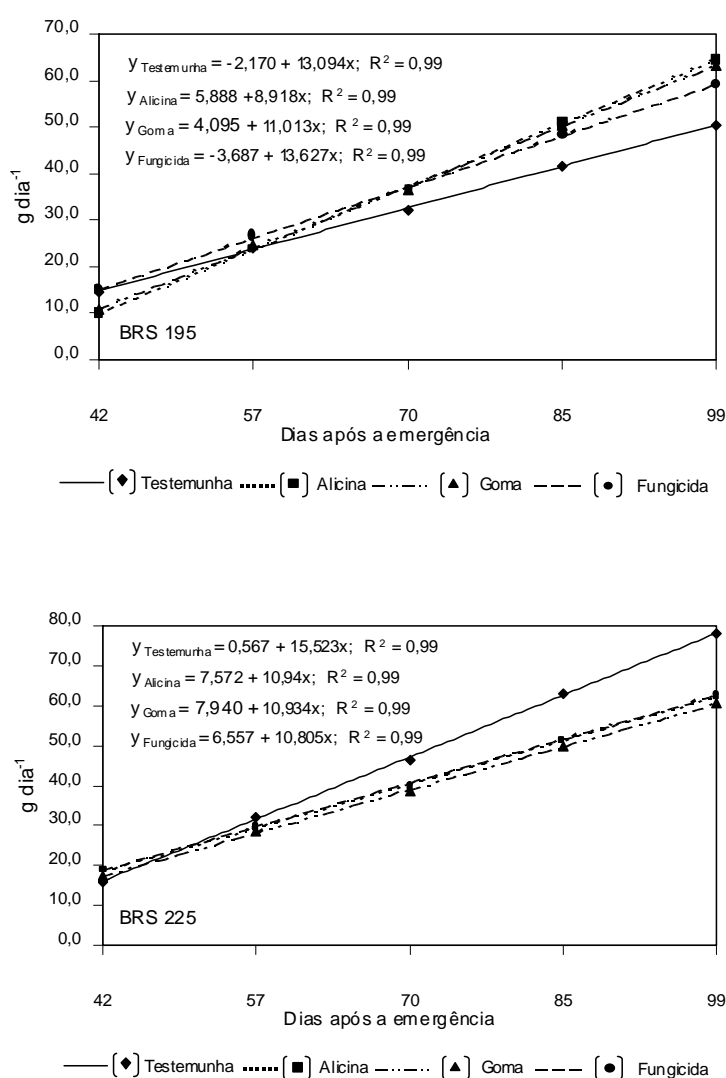 70,0
60,0
50,0
40,0
30,0
20,0
10,0
0,0
g dia-1
y Testemunha = -2,170 + 13,094x; R2 = 0,99
y Alicina = 5,888 +8,918x; R2 = 0,99
y Goma = 4,095 + 11,013x; R2 = 0,99
y Fungicida = -3,687 + 13,627x; R2 = 0,99
BRS 195
42 57 70 85 99
Dias após a emergência
Testemunha Alicina Goma Fungicida
80,0
70,0
60,0
50,0
40,0
30,0
20,0
10,0
0,0
g dia-1
y Testemunha = 0,567 + 15,523x; R2 = 0,99
y Alicina = 7,572 + 10,94x; R2 = 0,99
y Goma = 7,940 + 10,934x; R2 = 0,99
y Fungicida = 6,557 + 10,805x; R2 = 0,99
BRS 225
42 57 70 85 99
Dias após a emergência
Testemunha Alicina Goma Fungicida